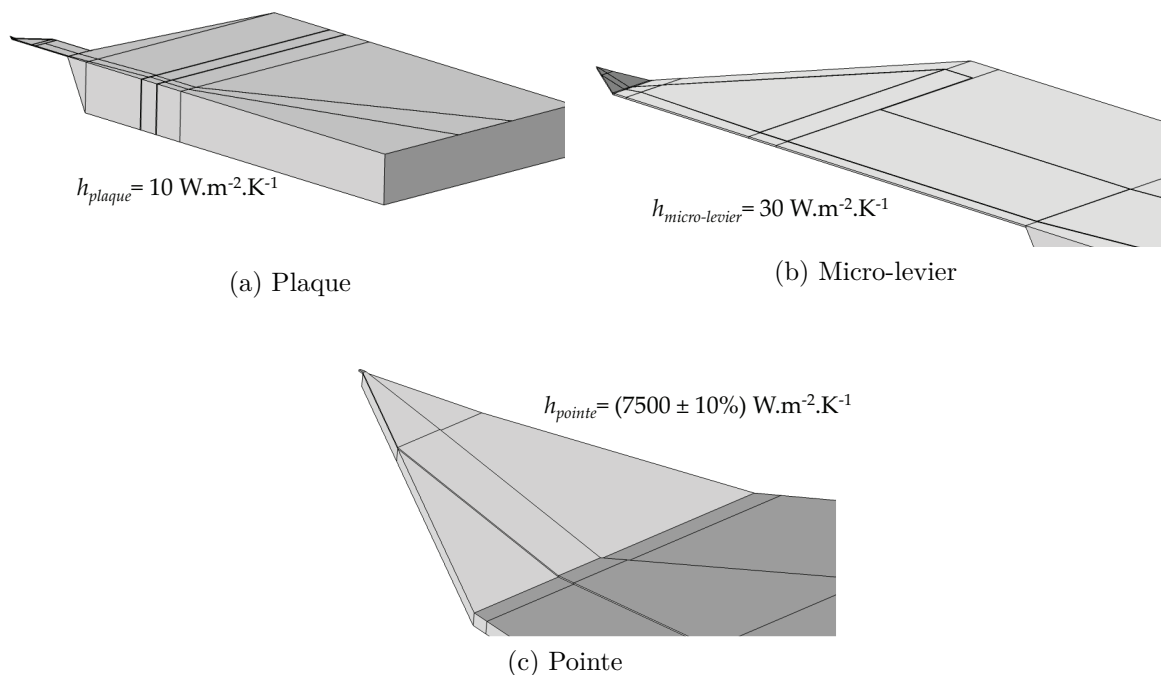 h_plaque= 10 W.m⁻².K⁻¹
(a) Plaque
h_micro-levier= 30 W.m⁻².K⁻¹
(b) Micro-levier
h_pointe= (7500 ± 10%) W.m⁻².K⁻¹
(c) Pointe